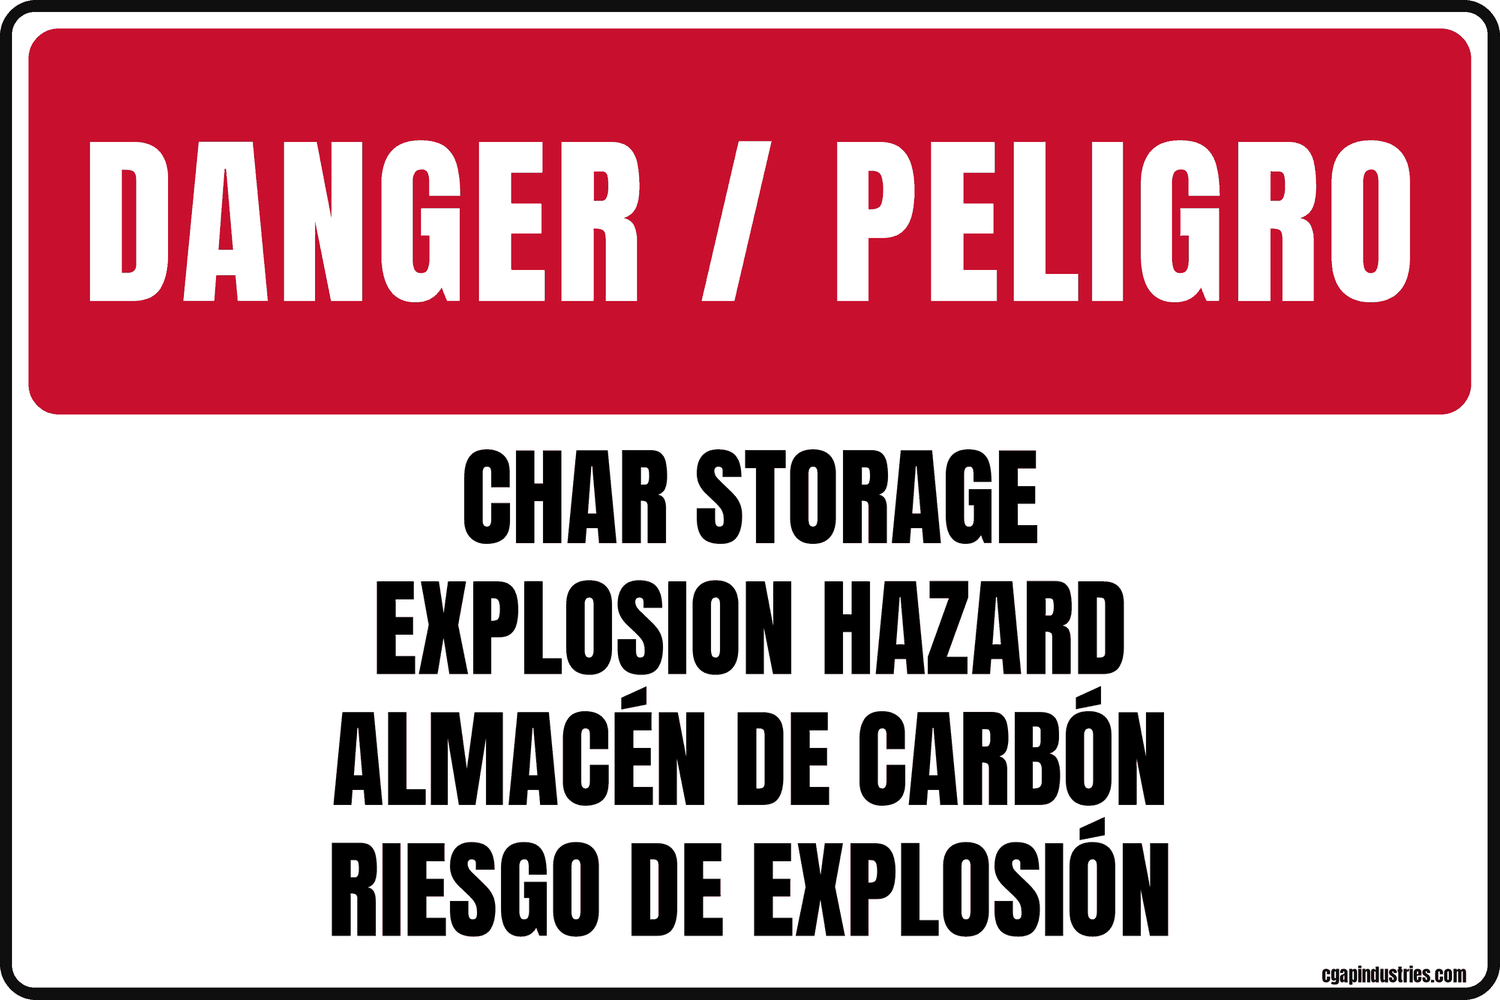 DANGER / PELIGRO
CHAR STORAGE
EXPLOSION HAZARD
ALMACÉN DE CARBÓN
RIESGO DE EXPLOSIÓN
cgapindustries.com